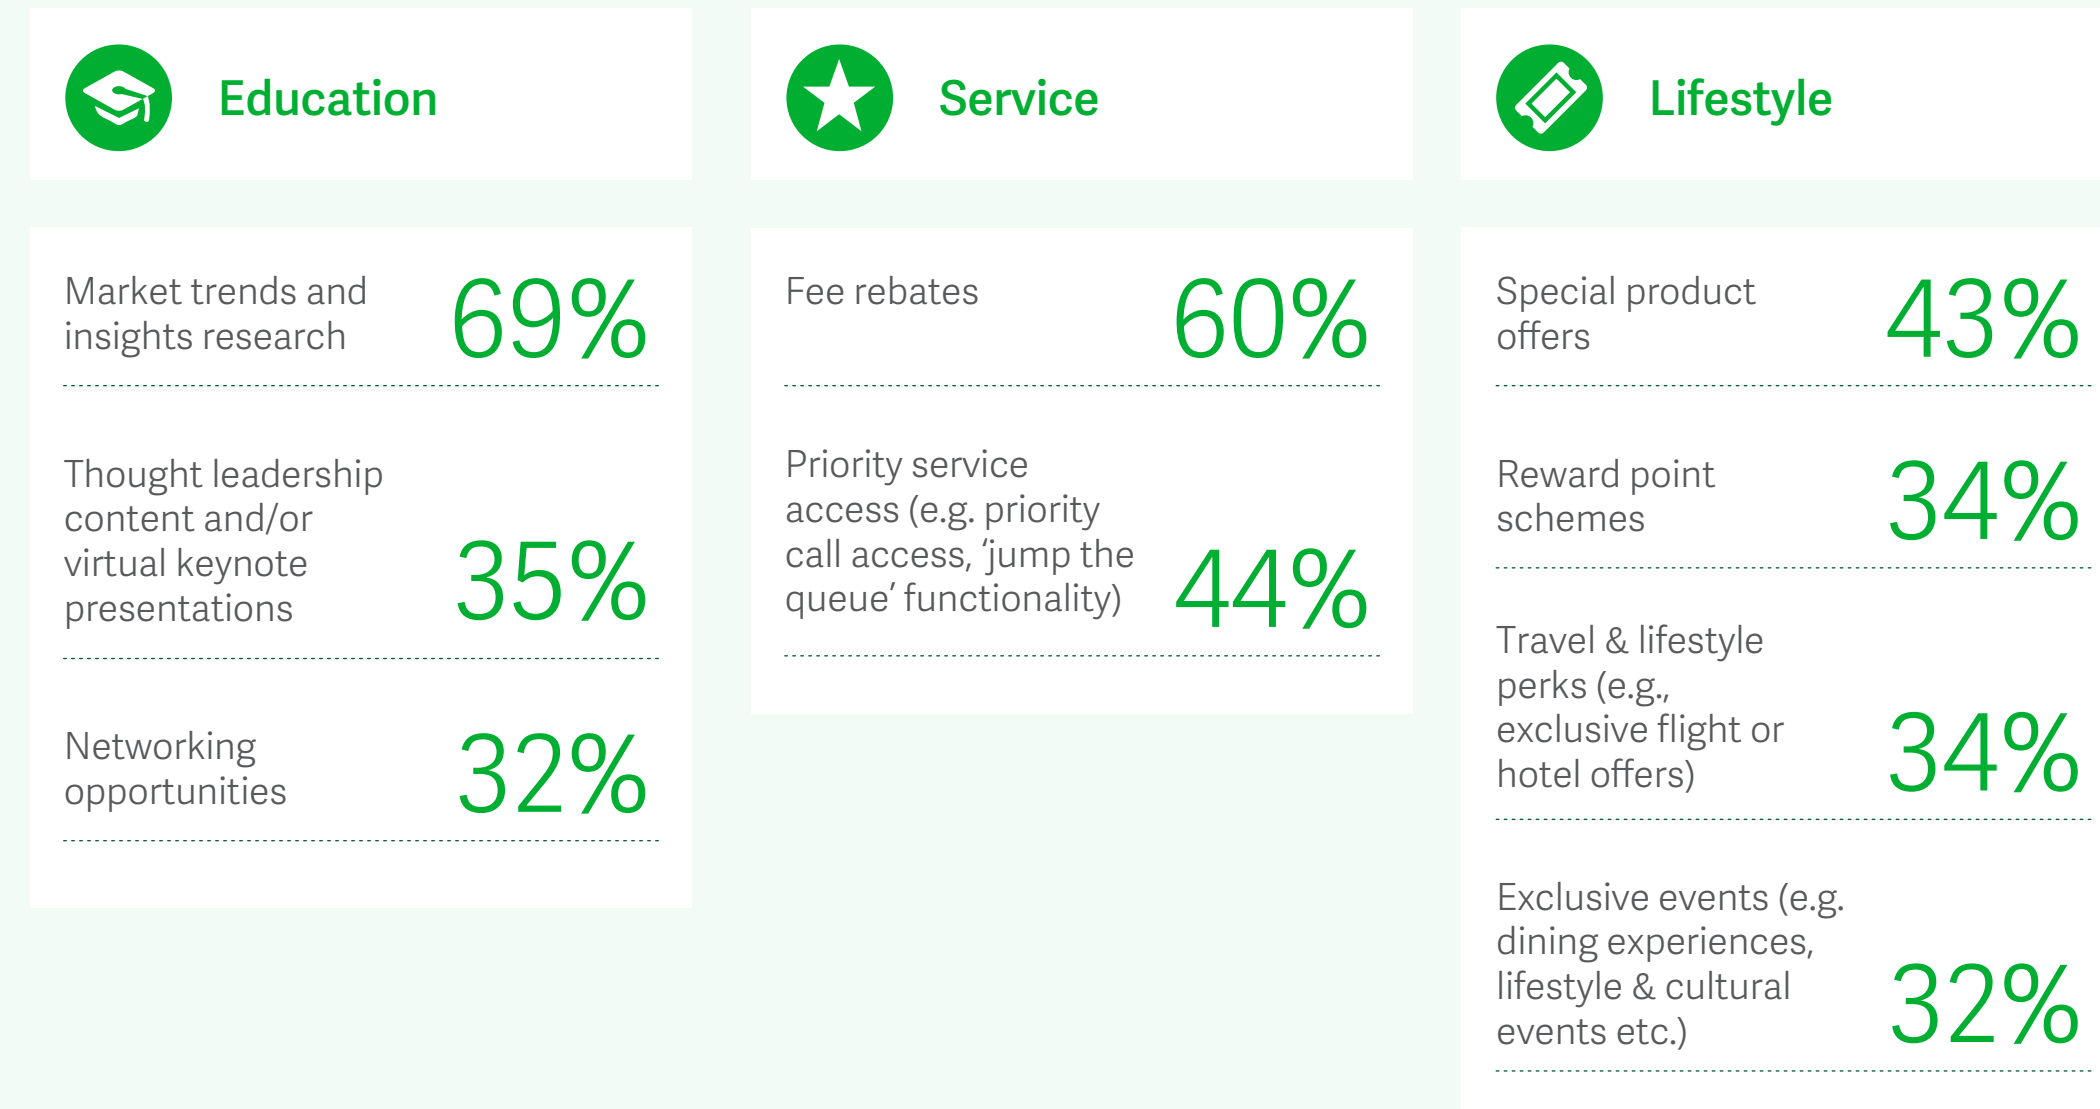 Education
Market trends and
insights research
69%
Thought leadership
content and/or
virtual keynote
presentations
35%
Networking
opportunities
32%
Service
Fee rebates
60%
Priority service
access (e.g. priority
call access, ‘jump the
queue’ functionality)
44%
Lifestyle
Special product
offers
43%
Reward point
schemes
34%
Travel & lifestyle
perks (e.g.,
exclusive flight or
hotel offers)
34%
Exclusive events (e.g.
dining experiences,
lifestyle & cultural
events etc.)
32%